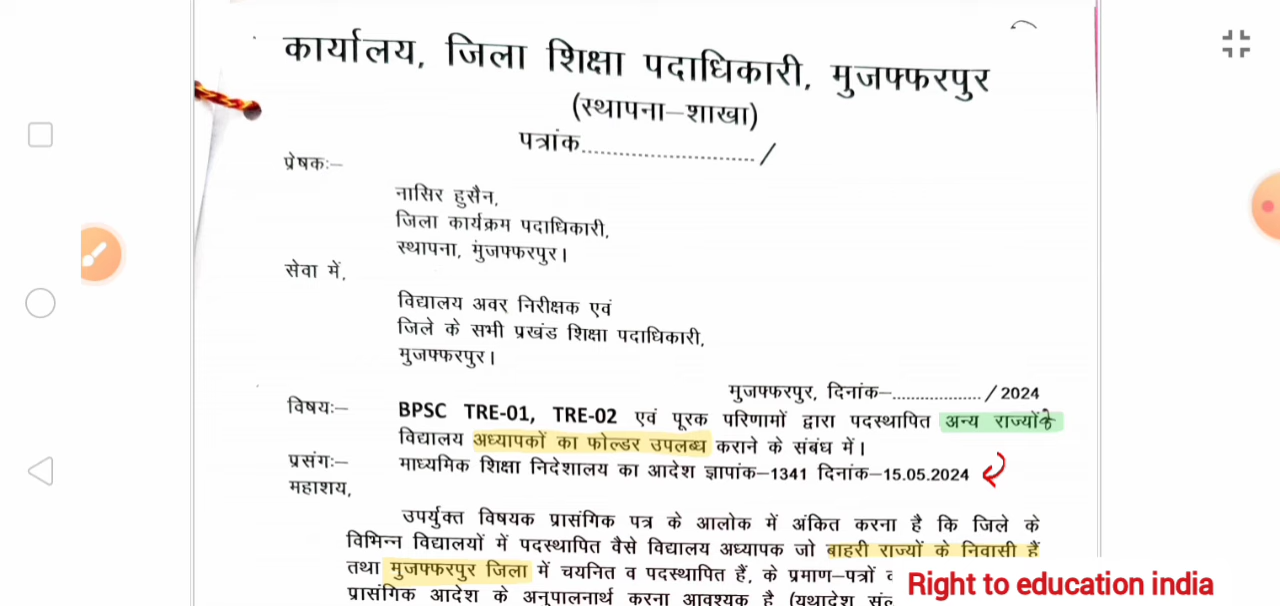 कार्यालय, जिला शिक्षा पदाधिकारी, मुजफ्फरपुर
(स्थापना–शाखा)
पत्रांक............................./
प्रेषकः–
नासिर हुसैन,
जिला कार्यक्रम पदाधिकारी,
स्थापना, मुंजफ्फरपुर।
सेवा में,
विद्यालय अवर निरीक्षक एवं
जिले के सभी प्रखंड शिक्षा पदाधिकारी,
मुजफ्फरपुर।
मुजफ्फरपुर, दिनांक–..................../ 2024
विषयः– BPSC TRE-01, TRE-02 एवं पूरक परिणामों द्वारा पदस्थापित अन्य राज्यों के
विद्यालय अध्यापकों का फोल्डर उपलब्ध कराने के संबंध में।
प्रसंगः– माध्यमिक शिक्षा निदेशालय का आदेश ज्ञापांक–1341 दिनांक–15.05.2024
महाशय,
उपर्युक्त विषयक प्रासंगिक पत्र के आलोक में अंकित करना है कि जिले के
विभिन्न विद्यालयों में पदस्थापित वैसे विद्यालय अध्यापक जो बाहरी राज्यों के निवासी हैं
तथा मुजफ्फरपुर जिला में चयनित व पदस्थापित हैं, के प्रमाण–पत्रों
प्रासंगिक आदेश के अनुपालनार्थ करना आवश्यक है (यथादेश
Right to education india